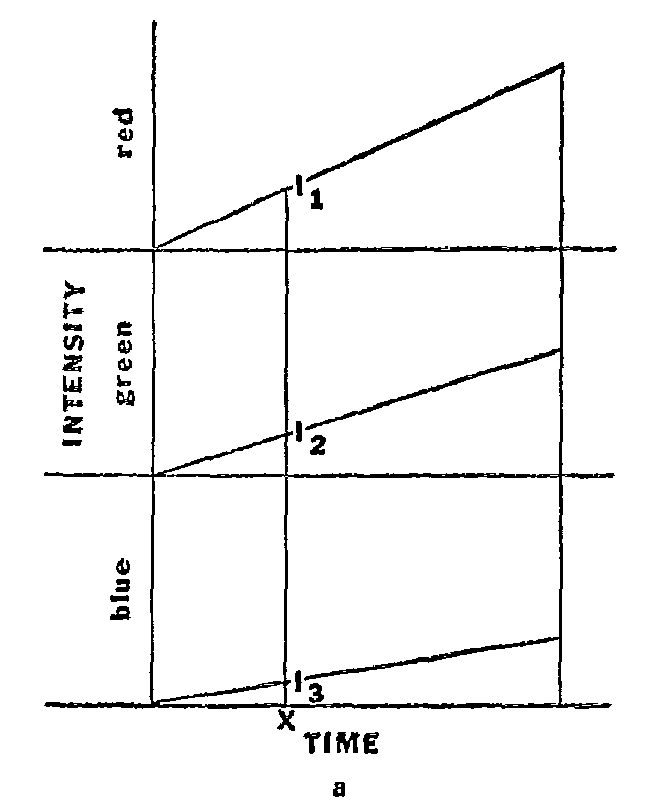 red
I1
INTENSITY
green
I2
blue
I3
X
TIME
a